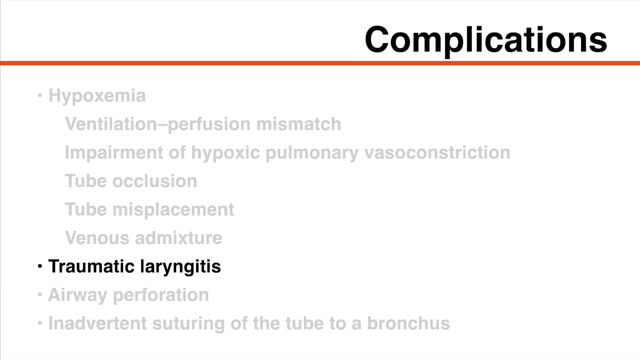 Complications
• Hypoxemia
Ventilation–perfusion mismatch
Impairment of hypoxic pulmonary vasoconstriction
Tube occlusion
Tube misplacement
Venous admixture
• Traumatic laryngitis
• Airway perforation
• Inadvertent suturing of the tube to a bronchus